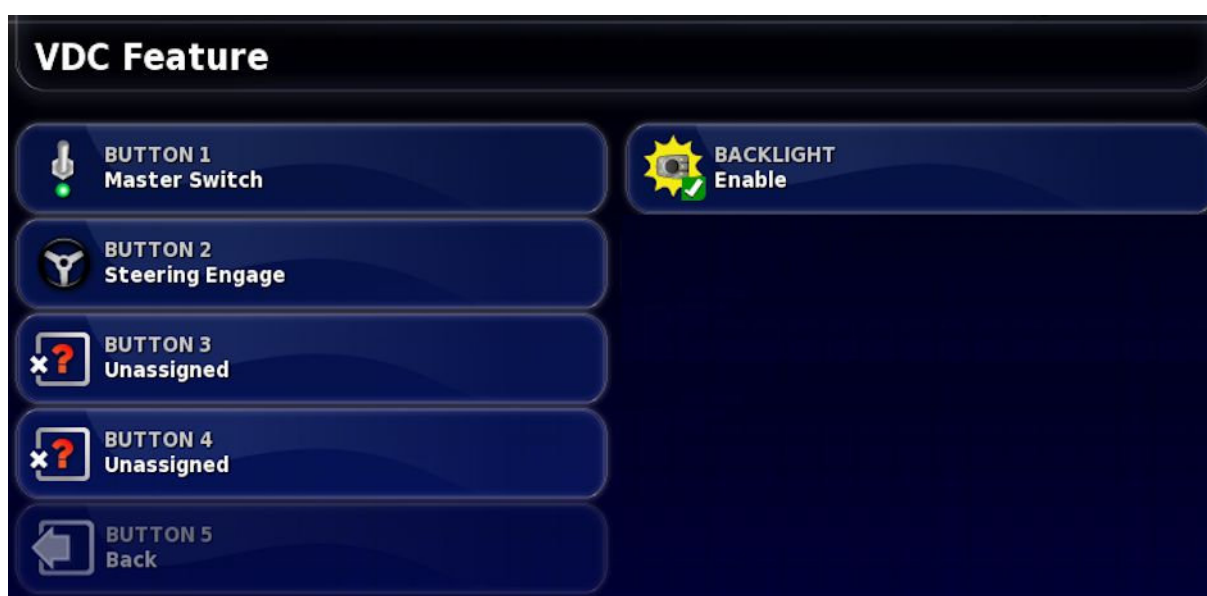 VDC Feature
BUTTON 1
Master Switch
BUTTON 2
Steering Engage
BUTTON 3
Unassigned
BUTTON 4
Unassigned
BUTTON 5
Back
BACKLIGHT
Enable